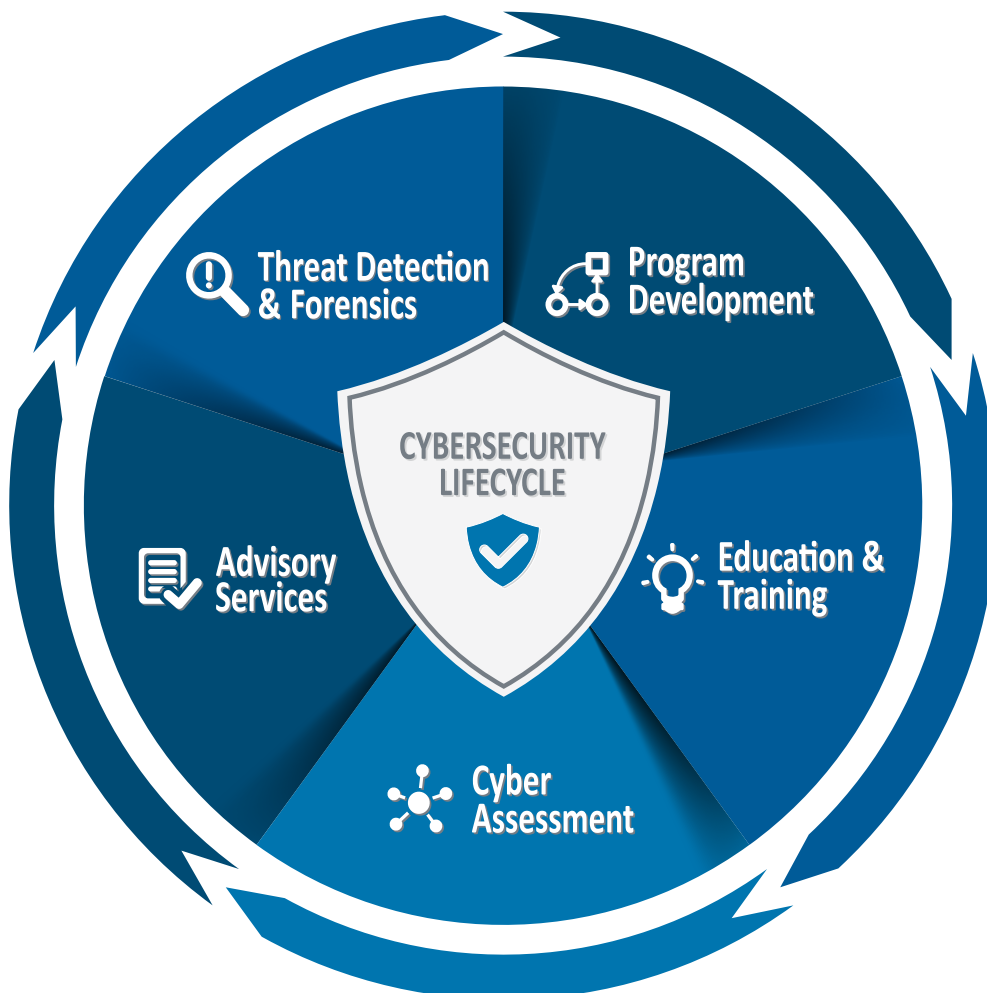 Threat Detection
& Forensics
Program
Development
CYBERSECURITY
LIFECYCLE
Advisory
Services
Education &
Training
Cyber
Assessment